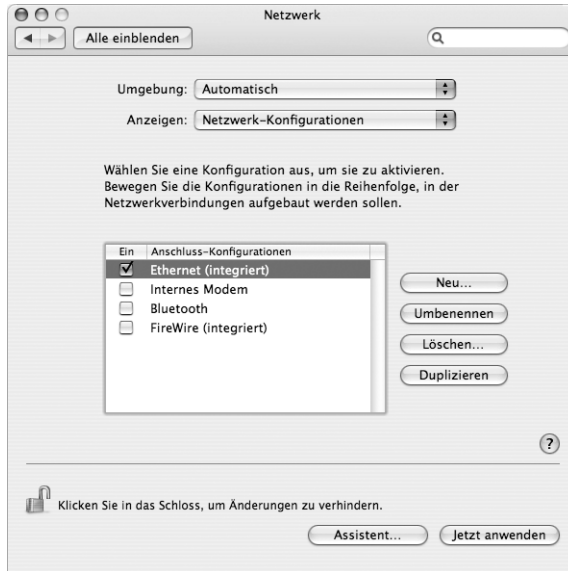 Netzwerk
Alle einblenden
Umgebung: Automatisch
Anzeigen: Netzwerk-Konfigurationen
Wählen Sie eine Konfiguration aus, um sie zu aktivieren.
Bewegen Sie die Konfigurationen in die Reihenfolge, in der
Netzwerkverbindungen aufgebaut werden sollen.
Ein Anschluss-Konfigurationen
Ethernet (integriert)
Internes Modem
Bluetooth
FireWire (integriert)
Neu...
Umbenennen
Löschen...
Duplizieren
?
Klicken Sie in das Schloss, um Änderungen zu verhindern.
Assistent... Jetzt anwenden